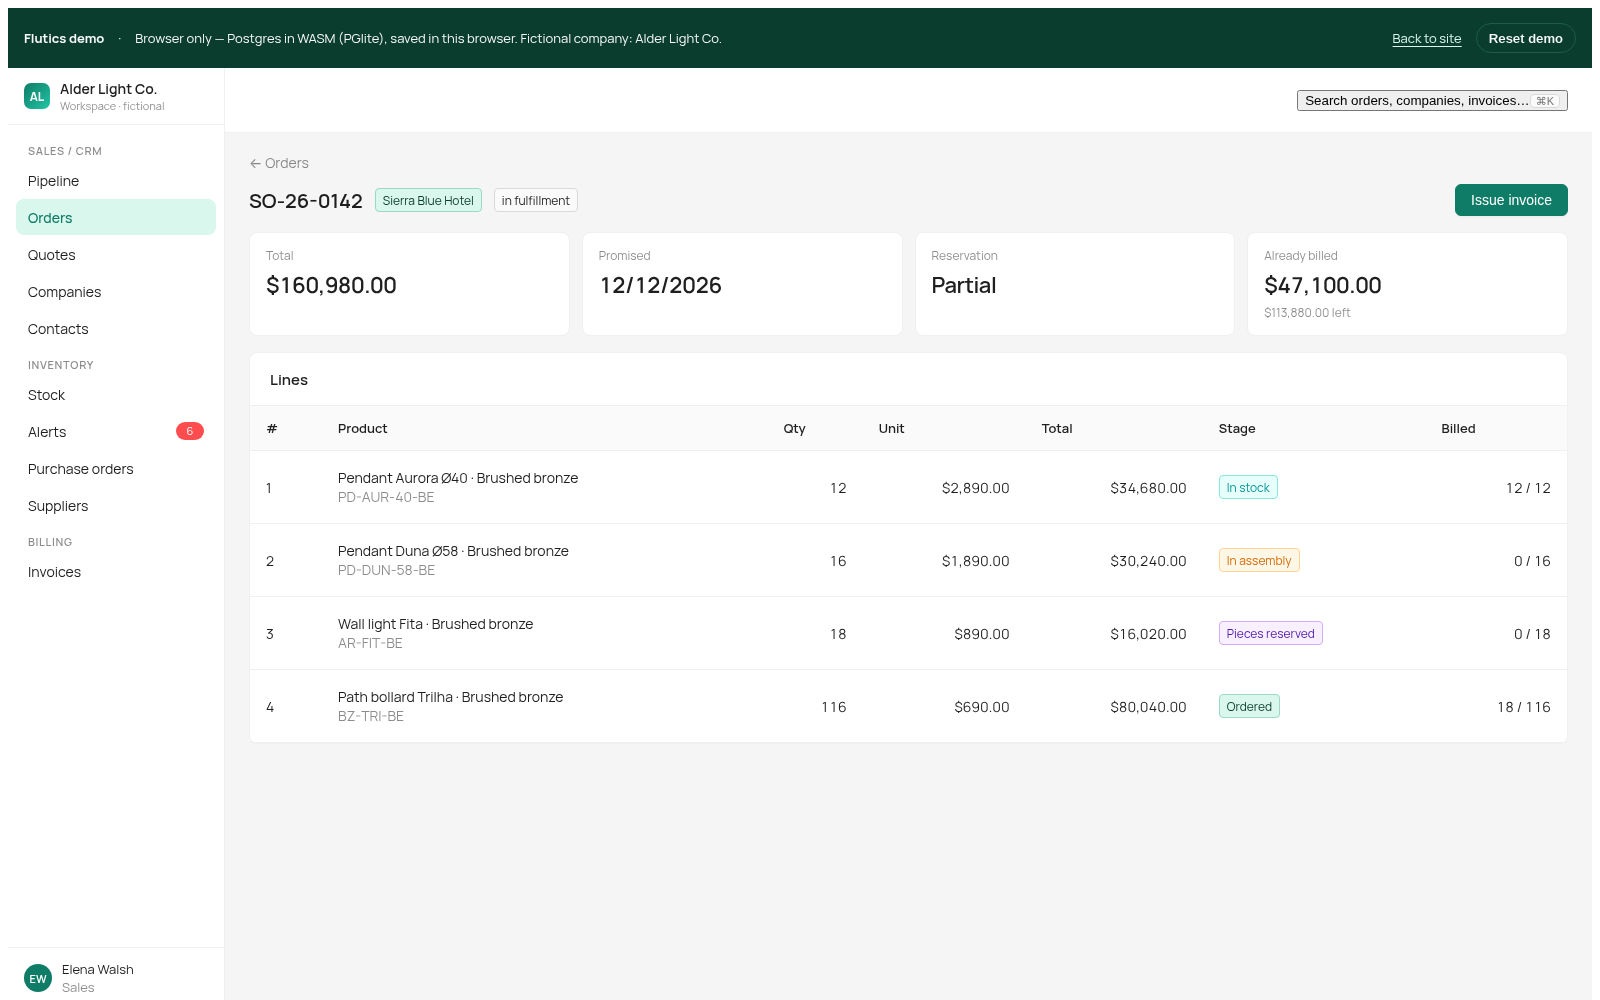 Flutics demo · Browser only — Postgres in WASM (PGlite), saved in this browser. Fictional company: Alder Light Co. Back to site Reset demo
AL Alder Light Co.
Workspace · fictional
Search orders, companies, invoices… ⌘K
SALES / CRM
Pipeline
Orders
Quotes
Companies
Contacts
INVENTORY
Stock
Alerts 6
Purchase orders
Suppliers
BILLING
Invoices
EW Elena Walsh
Sales
← Orders
SO-26-0142 Sierra Blue Hotel in fulfillment Issue invoice
Total
$160,980.00
Promised
12/12/2026
Reservation
Partial
Already billed
$47,100.00
$113,880.00 left
Lines
# Product Qty Unit Total Stage Billed
1 Pendant Aurora Ø40 · Brushed bronze 12 $2,890.00 $34,680.00 In stock 12 / 12
PD-AUR-40-BE
2 Pendant Duna Ø58 · Brushed bronze 16 $1,890.00 $30,240.00 In assembly 0 / 16
PD-DUN-58-BE
3 Wall light Fita · Brushed bronze 18 $890.00 $16,020.00 Pieces reserved 0 / 18
AR-FIT-BE
4 Path bollard Trilha · Brushed bronze 116 $690.00 $80,040.00 Ordered 18 / 116
BZ-TRI-BE